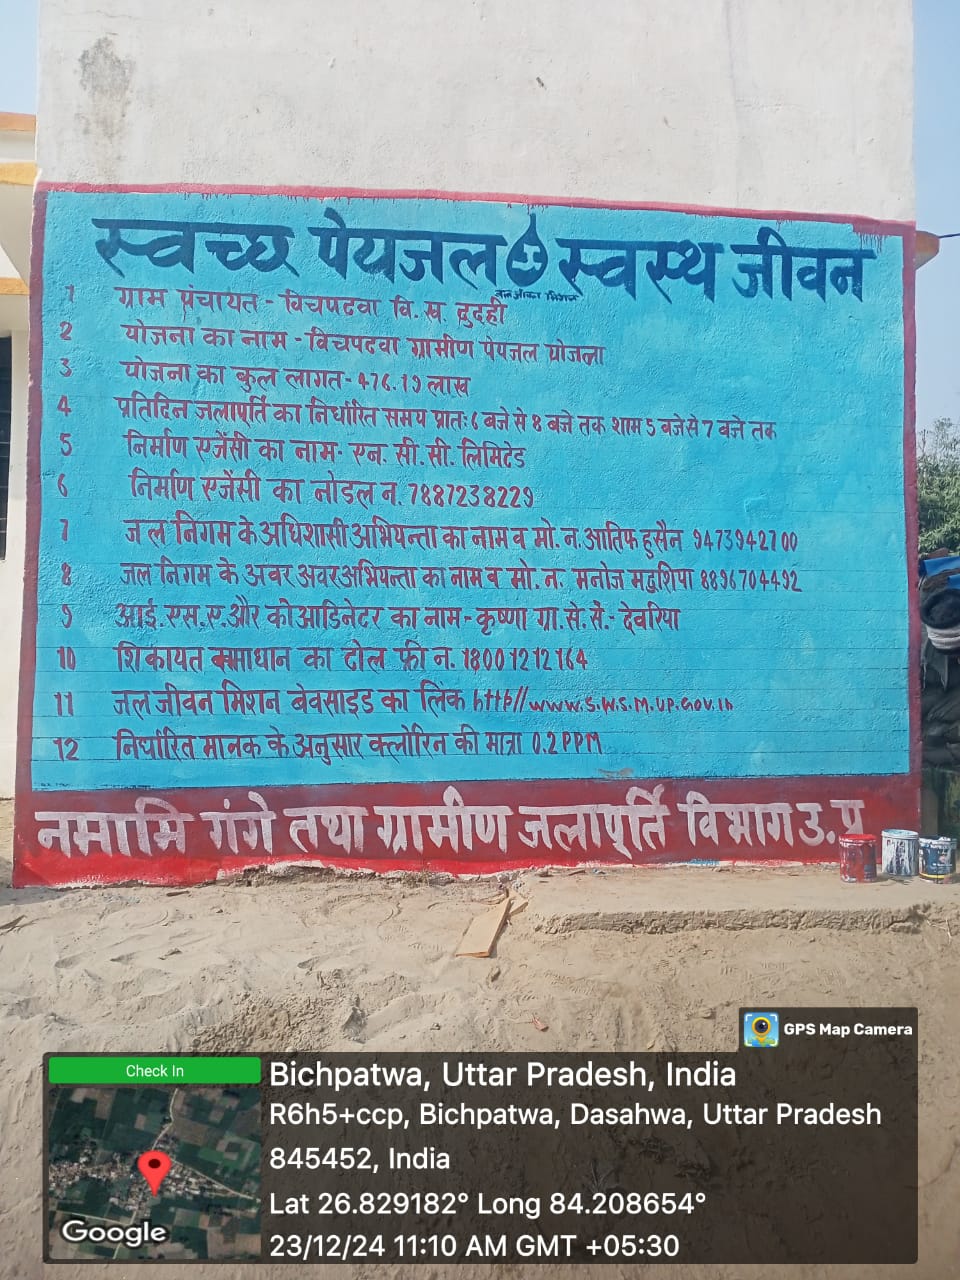 स्वच्छ पेयजल स्वस्थ जीवन
जल जीवन मिशन
1 ग्राम पंचायत - विचपटवा वि. ख. दुदही
2 योजना का नाम - विचपटवा ग्रामीण पेयजल योजना
3 योजना का कुल लागत - 476.19 लाख
4 प्रतिदिन जलापूर्ति का निर्धारित समय प्रातः 6 बजे से 8 बजे तक शाम 5 बजे से 7 बजे तक
5 निर्माण एजेंसी का नाम - एन. सी. सी. लिमिटेड
6 निर्माण एजेंसी का नोडल न. 7887238229
7 जल निगम के अधिशासी अभियन्ता का नाम व मो. न. आतिफ हुसैन 9473942700
8 जल निगम के अवर अवर अभियन्ता का नाम व मो. न. मनोज 8896704492
9 आई. एस. ए. और कोआडिनेटर का नाम - कृष्णा ग्रा. से. सं. - देवरिया
10 शिकायत समाधान का टोल फ्री न. 18001212164
11 जल जीवन मिशन बेवसाइड का लिंक http//www.S.W.S.M.UP.Gov.in
12 निर्धारित मानक के अनुसार क्लोरिन की मात्रा 0.2 PPM
नमामि गंगे तथा ग्रामीण जलापूर्ति विभाग उ. प्र.
GPS Map Camera
Check In
Bichpatwa, Uttar Pradesh, India
R6h5+ccp, Bichpatwa, Dasahwa, Uttar Pradesh
845452, India
Lat 26.829182° Long 84.208654°
23/12/24 11:10 AM GMT +05:30
Google